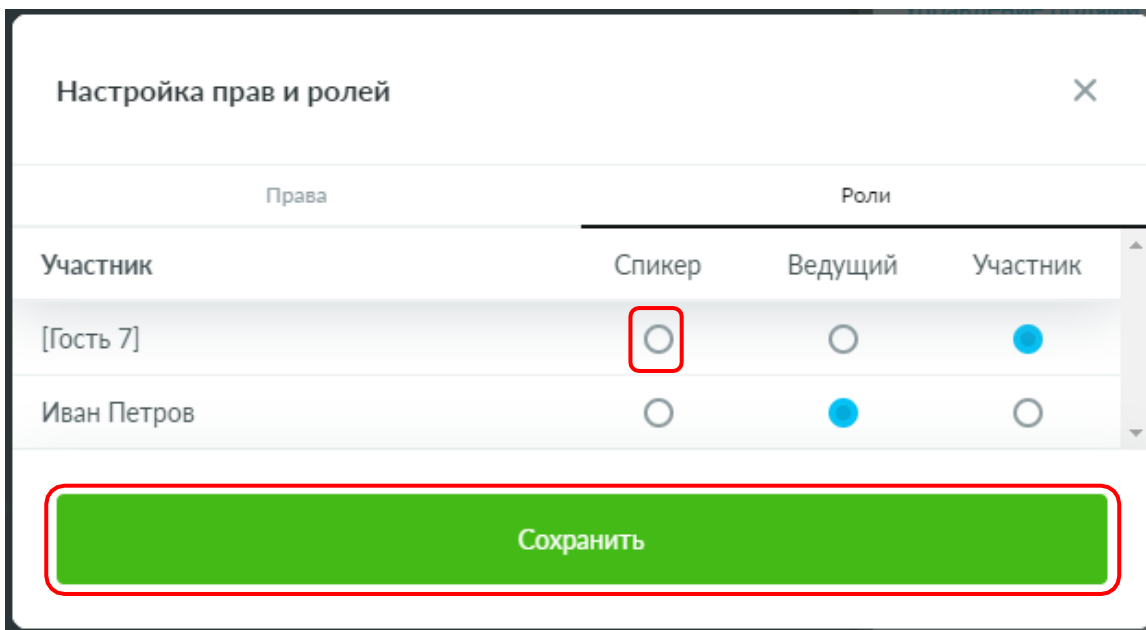 Настройка прав и ролей
Права Роли
Участник Спикер Ведущий Участник
[Гость 7]
Иван Петров
Сохранить